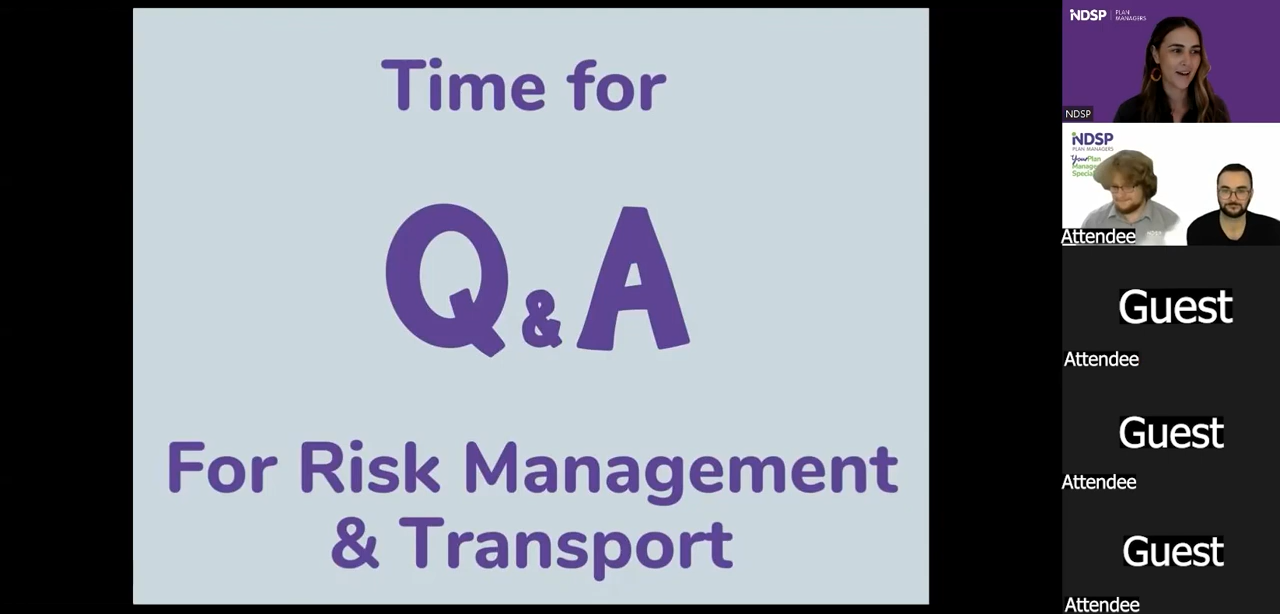 Time for
Q&A
For Risk Management
& Transport
NDSP
PLAN
MANAGERS
NDSP
NDSP
PLAN MANAGERS
YourPlan
Attendee
Guest
Attendee
Guest
Attendee
Guest
Attendee